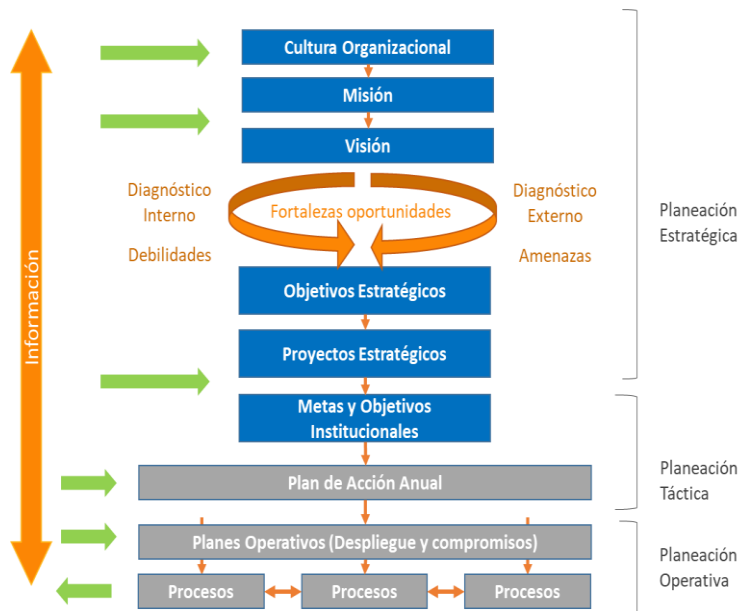 Cultura Organizacional
Misión
Visión
Diagnóstico
Interno
Debilidades
Fortalezas oportunidades
Diagnóstico
Externo
Amenazas
Objetivos Estratégicos
Proyectos Estratégicos
Metas y Objetivos
Institucionales
Plan de Acción Anual
Planes Operativos (Despliegue y compromisos)
Procesos
Procesos
Procesos
Información
Planeación
Estratégica
Planeación
Táctica
Planeación
Operativa